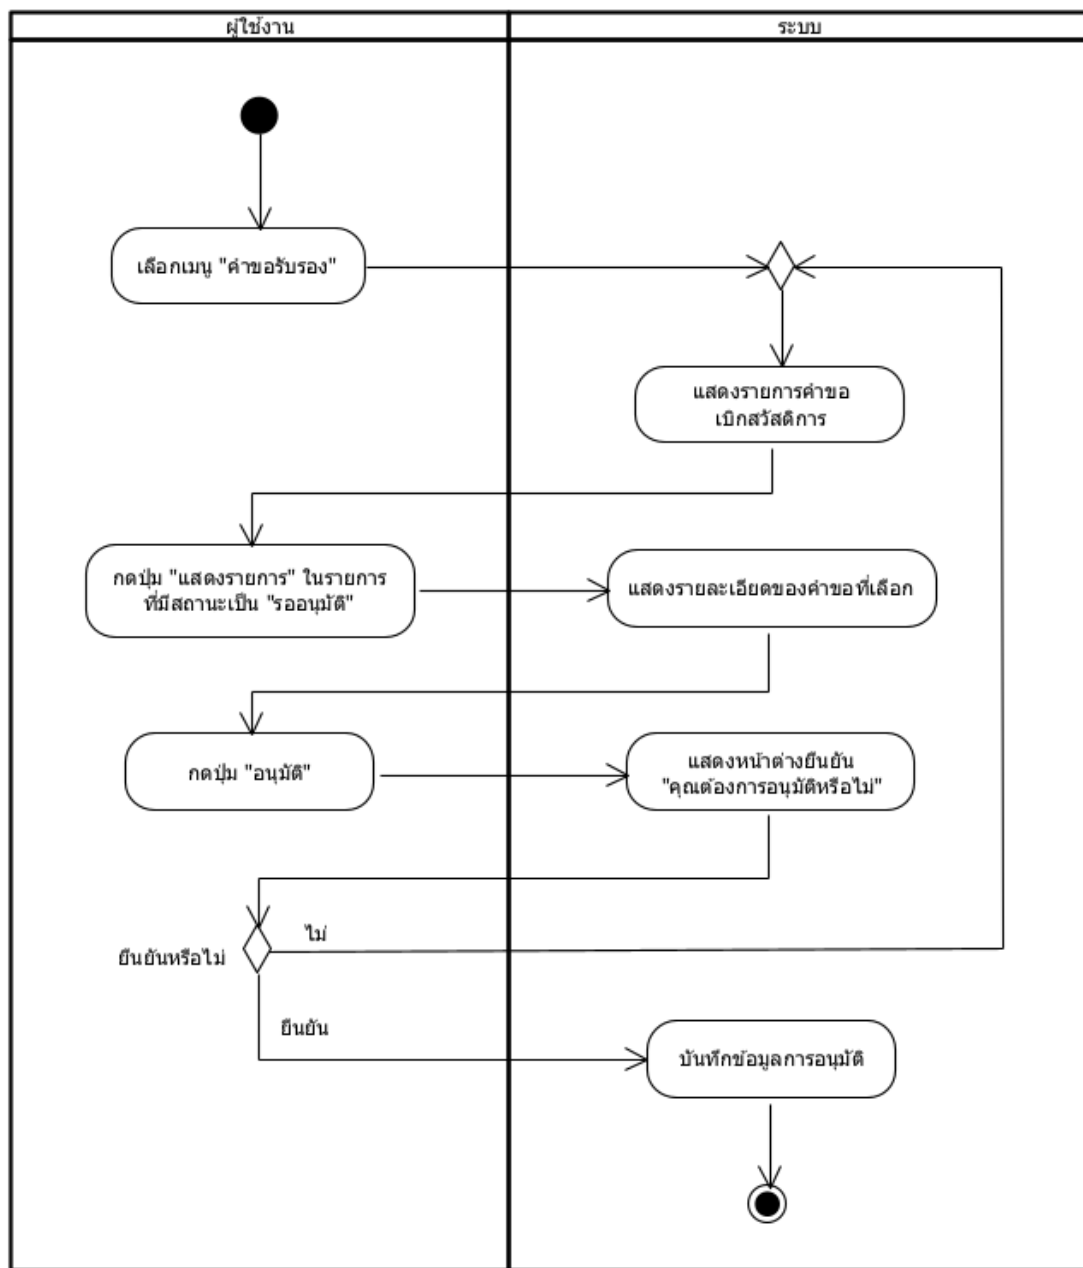 ผู้ใช้งาน
ระบบ
เลือกเมนู "คำขอรับรอง"
แสดงรายการคำขอ
เบิกสวัสดิการ
กดปุ่ม "แสดงรายการ" ในรายการ
ที่มีสถานะเป็น "รออนุมัติ"
แสดงรายละเอียดของคำขอที่เลือก
กดปุ่ม "อนุมัติ"
แสดงหน้าต่างยืนยัน
"คุณต้องการอนุมัติหรือไม่"
ไม่
ยืนยันหรือไม่
ยืนยัน
บันทึกข้อมูลการอนุมัติ